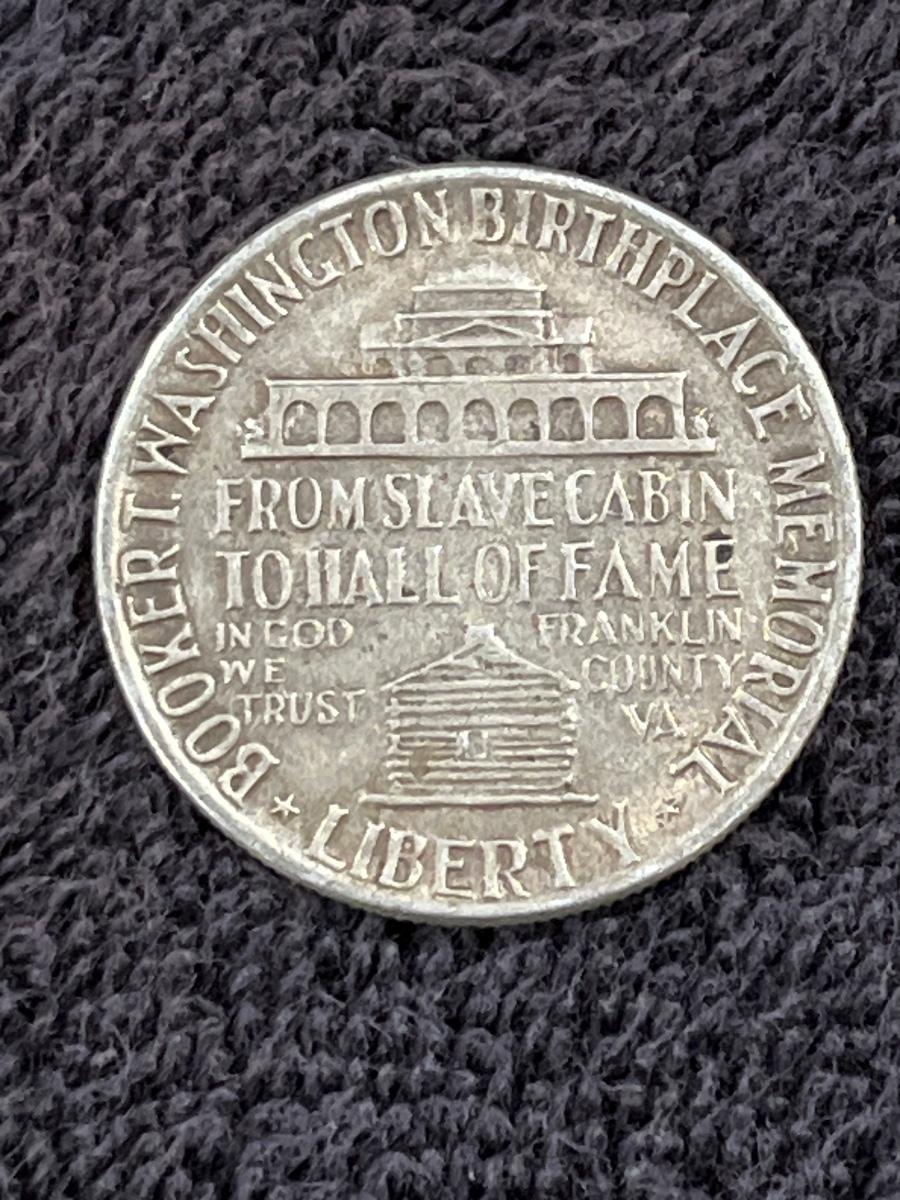 BOOKER T. WASHINGTON BIRTHPLACE MEMORIAL
FROM SLAVE CABIN
TO HALL OF FAME
IN GOD
WE
TRUST
FRANKLIN
COUNTY
VA
LIBERTY